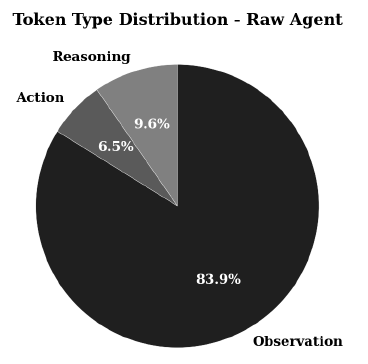 Token Type Distribution - Raw Agent
Reasoning
Action
9.6%
6.5%
83.9%
Observation